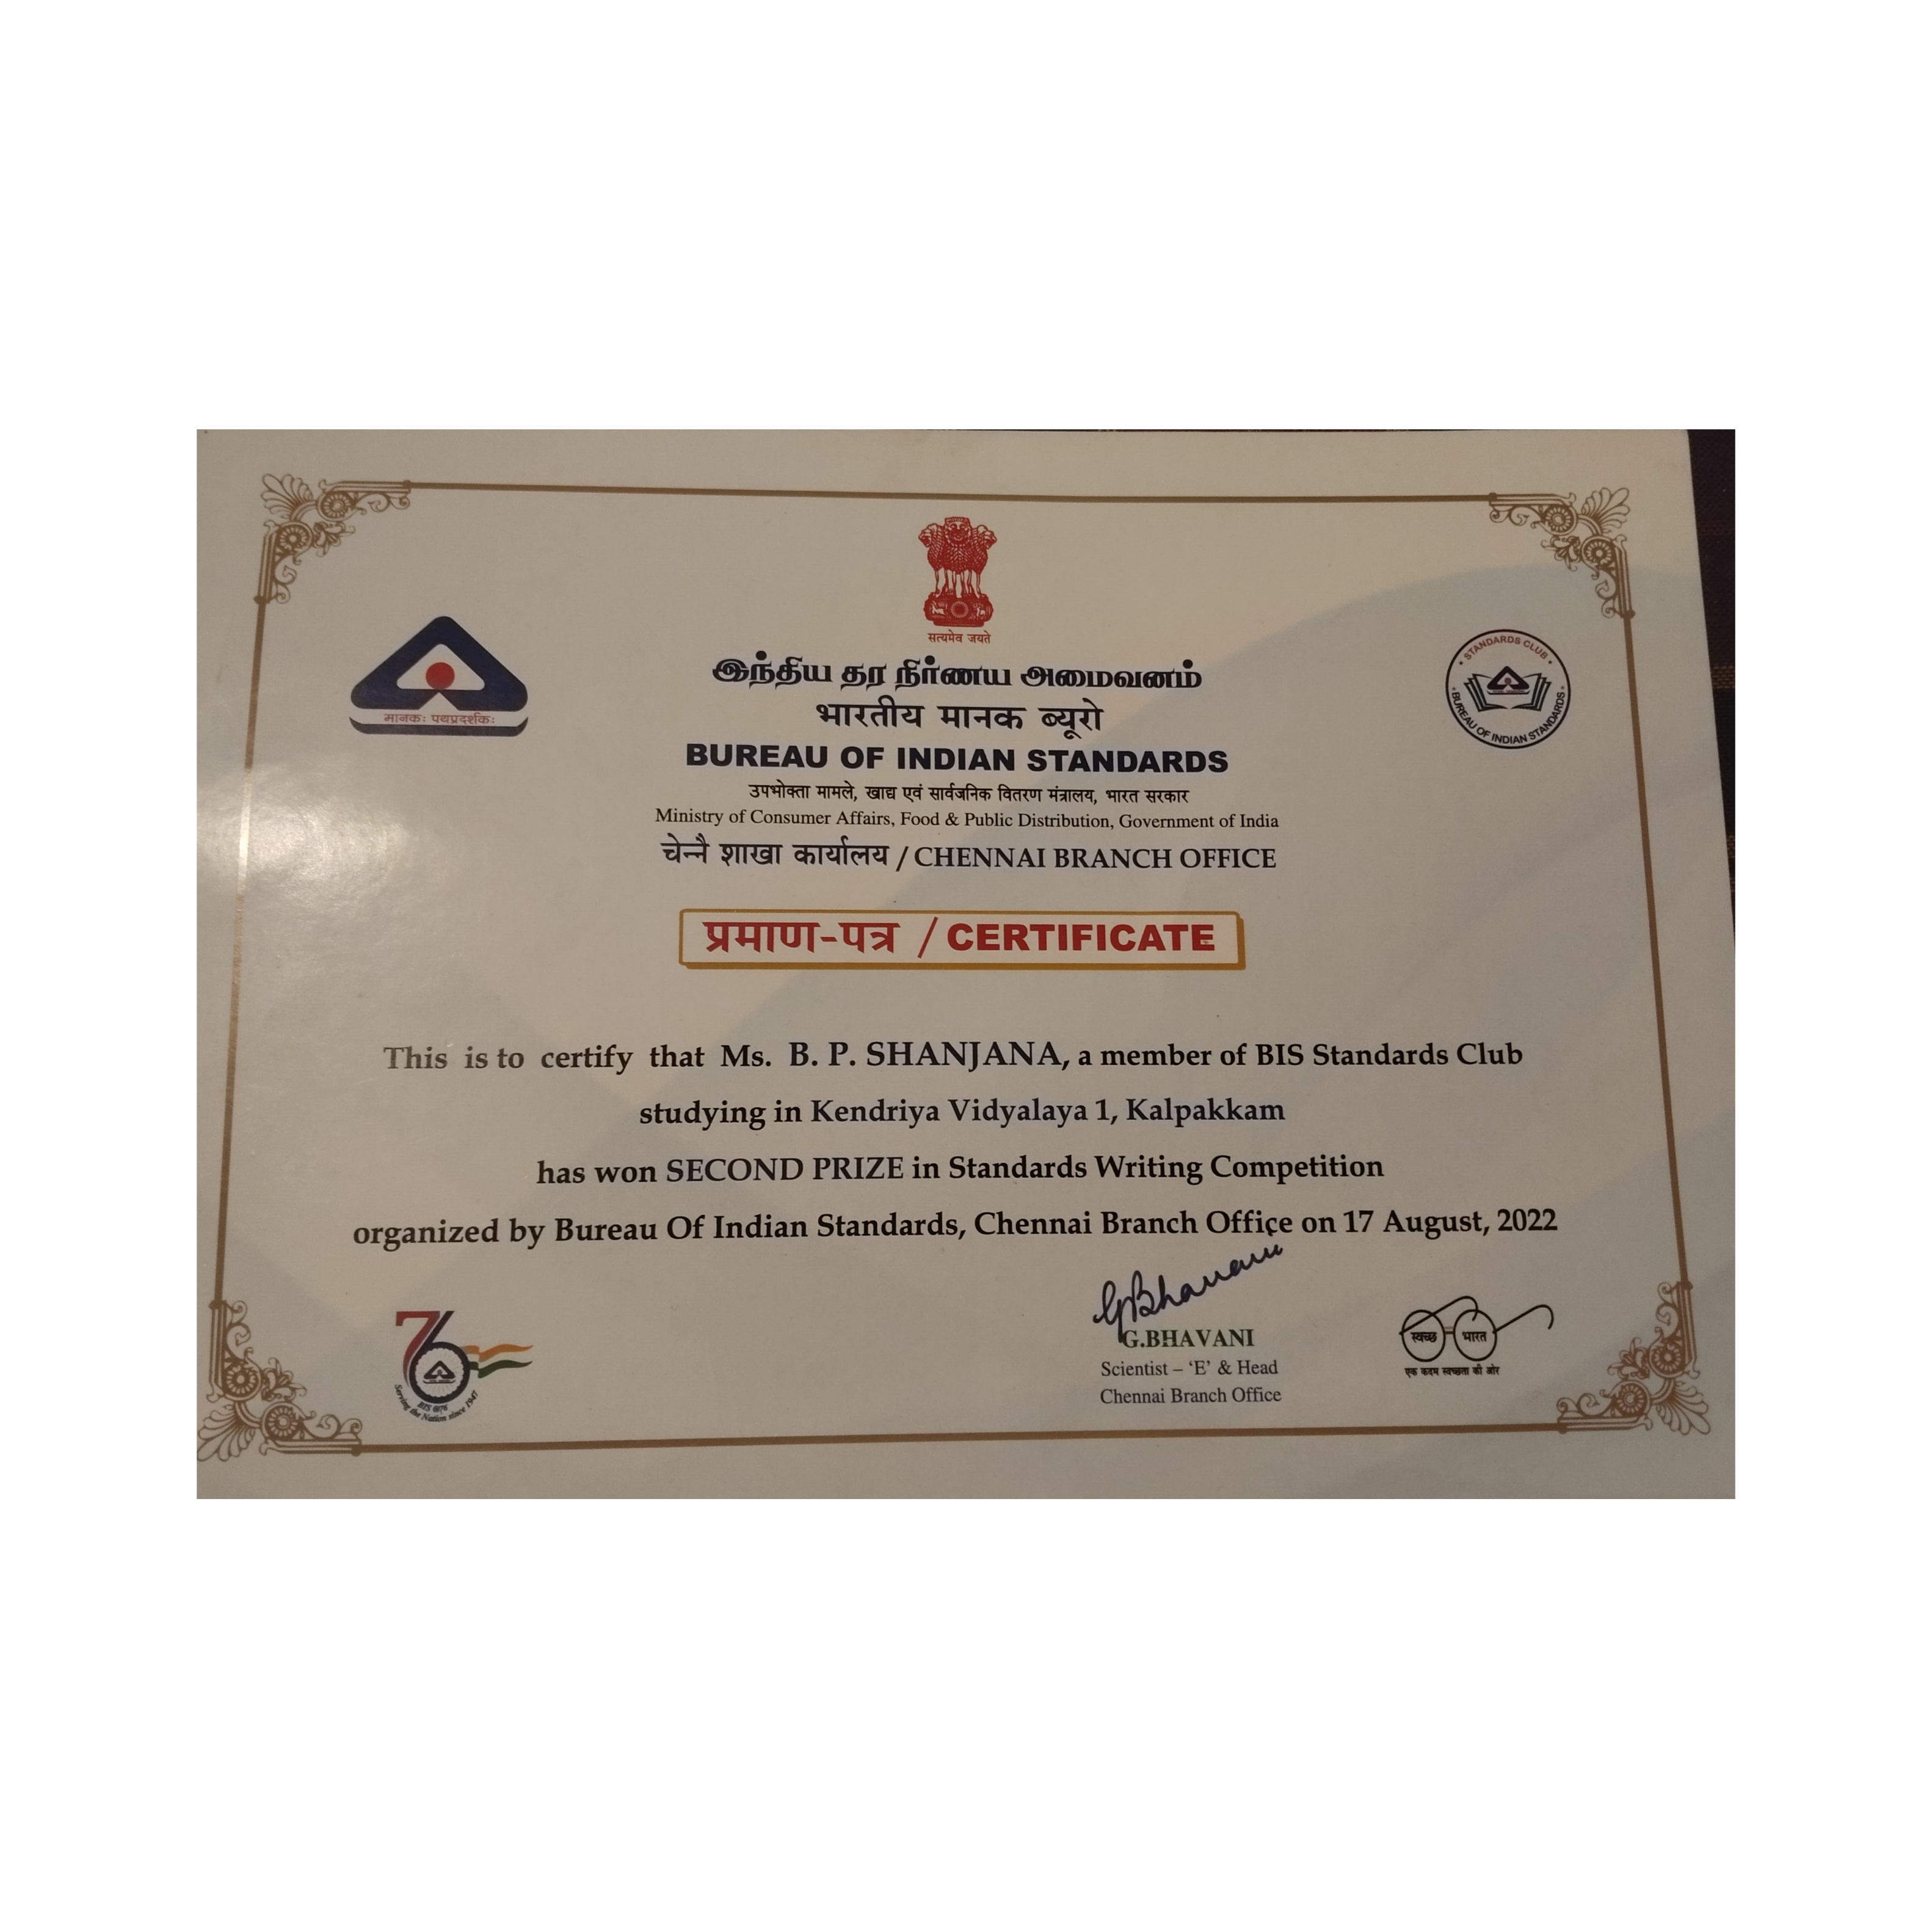 सत्यमेव जयते
இந்திய தர நிர்ணய அமைவனம்
भारतीय मानक ब्यूरो
BUREAU OF INDIAN STANDARDS
उपभोक्ता मामले, खाद्य एवं सार्वजनिक वितरण मंत्रालय, भारत सरकार
Ministry of Consumer Affairs, Food & Public Distribution, Government of India
चेन्नै शाखा कार्यालय / CHENNAI BRANCH OFFICE
मानकः पथप्रदर्शकः
STANDARDS CLUB
BUREAU OF INDIAN STANDARDS
प्रमाण-पत्र / CERTIFICATE
This is to certify that Ms. B. P. SHANJANA, a member of BIS Standards Club
studying in Kendriya Vidyalaya 1, Kalpakkam
has won SECOND PRIZE in Standards Writing Competition
organized by Bureau Of Indian Standards, Chennai Branch Office on 17 August, 2022
76
BIS @76
Serving the Nation since 1947
GBhavani
G.BHAVANI
Scientist – ‘E’ & Head
Chennai Branch Office
स्वच्छ भारत
एक कदम स्वच्छता की ओर